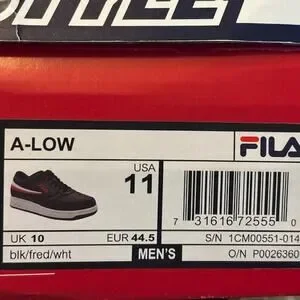 FILA
A-LOW
FILA
USA
11
7 31616 72555 0
UK 10
EUR 44.5
S/N 1CM00551-014
blk/fred/wht
MEN'S
O/N P0026360